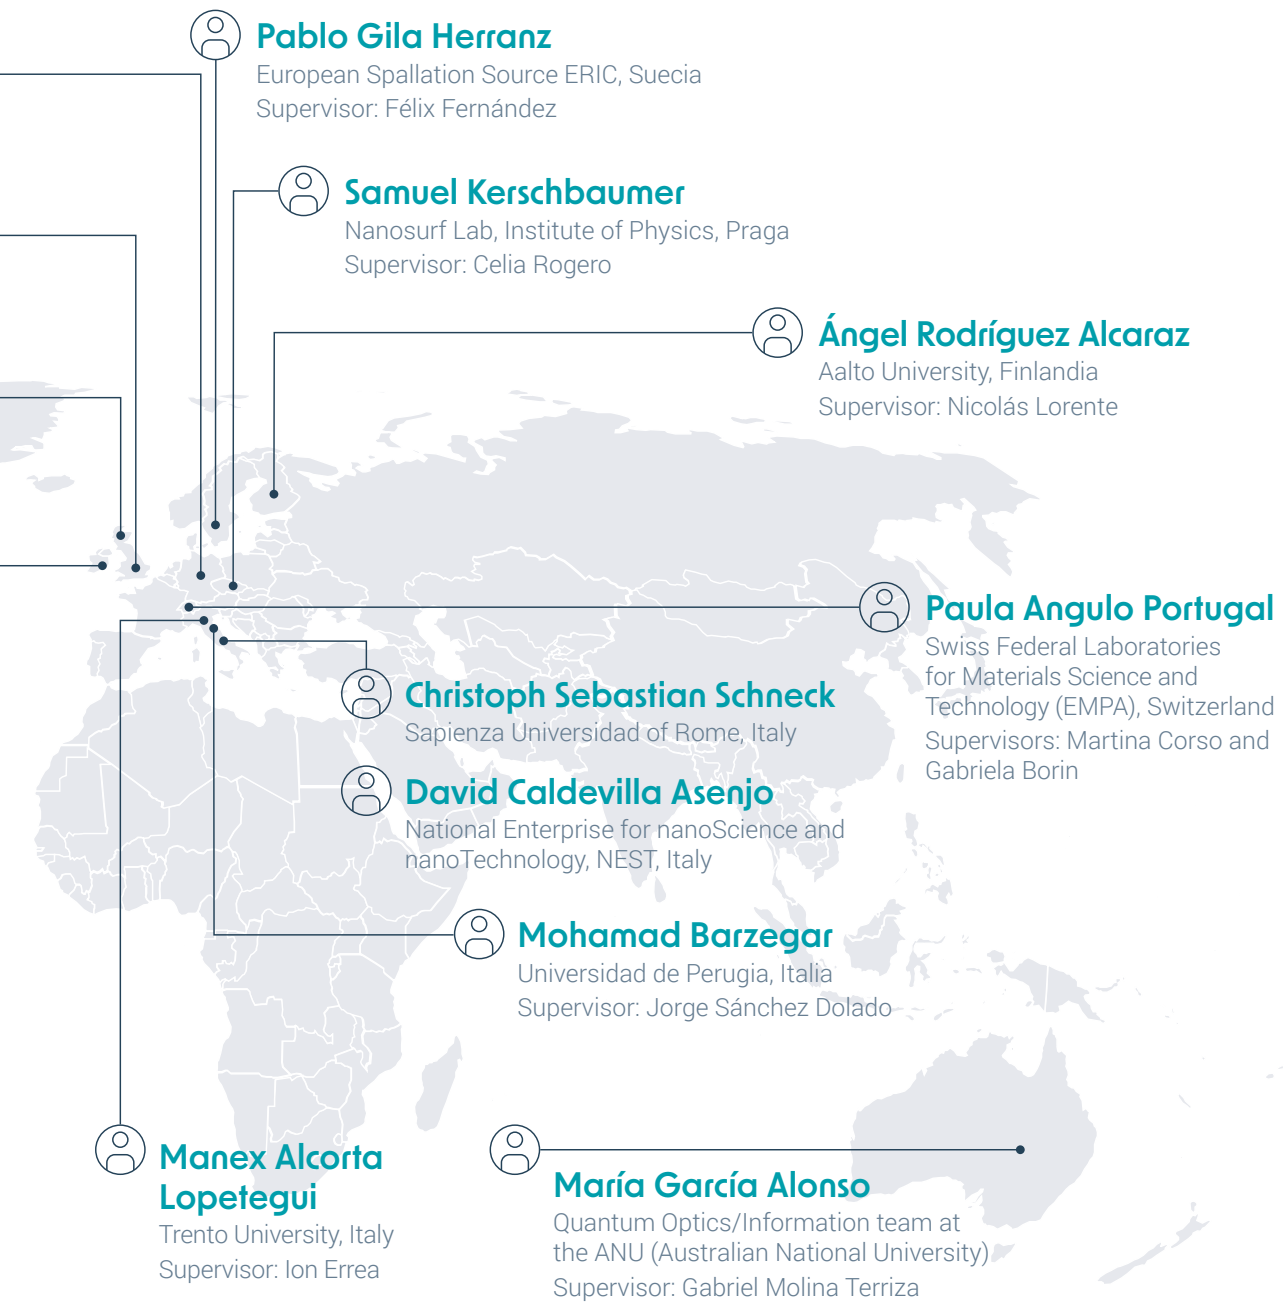 Pablo Gila Herranz
European Spallation Source ERIC, Suecia
Supervisor: Félix Fernández
Samuel Kerschbaumer
Nanosurf Lab, Institute of Physics, Praga
Supervisor: Celia Rogero
Ángel Rodríguez Alcaraz
Aalto University, Finlandia
Supervisor: Nicolás Lorente
Paula Angulo Portugal
Swiss Federal Laboratories
for Materials Science and
Technology (EMPA), Switzerland
Supervisors: Martina Corso and
Gabriela Borin
Christoph Sebastian Schneck
Sapienza Universidad of Rome, Italy
David Caldevilla Asenjo
National Enterprise for nanoScience and
nanoTechnology, NEST, Italy
Mohamad Barzegar
Universidad de Perugia, Italia
Supervisor: Jorge Sánchez Dolado
Manex Alcorta
Lopetegui
Trento University, Italy
Supervisor: Ion Errea
María García Alonso
Quantum Optics/Information team at
the ANU (Australian National University)
Supervisor: Gabriel Molina Terriza